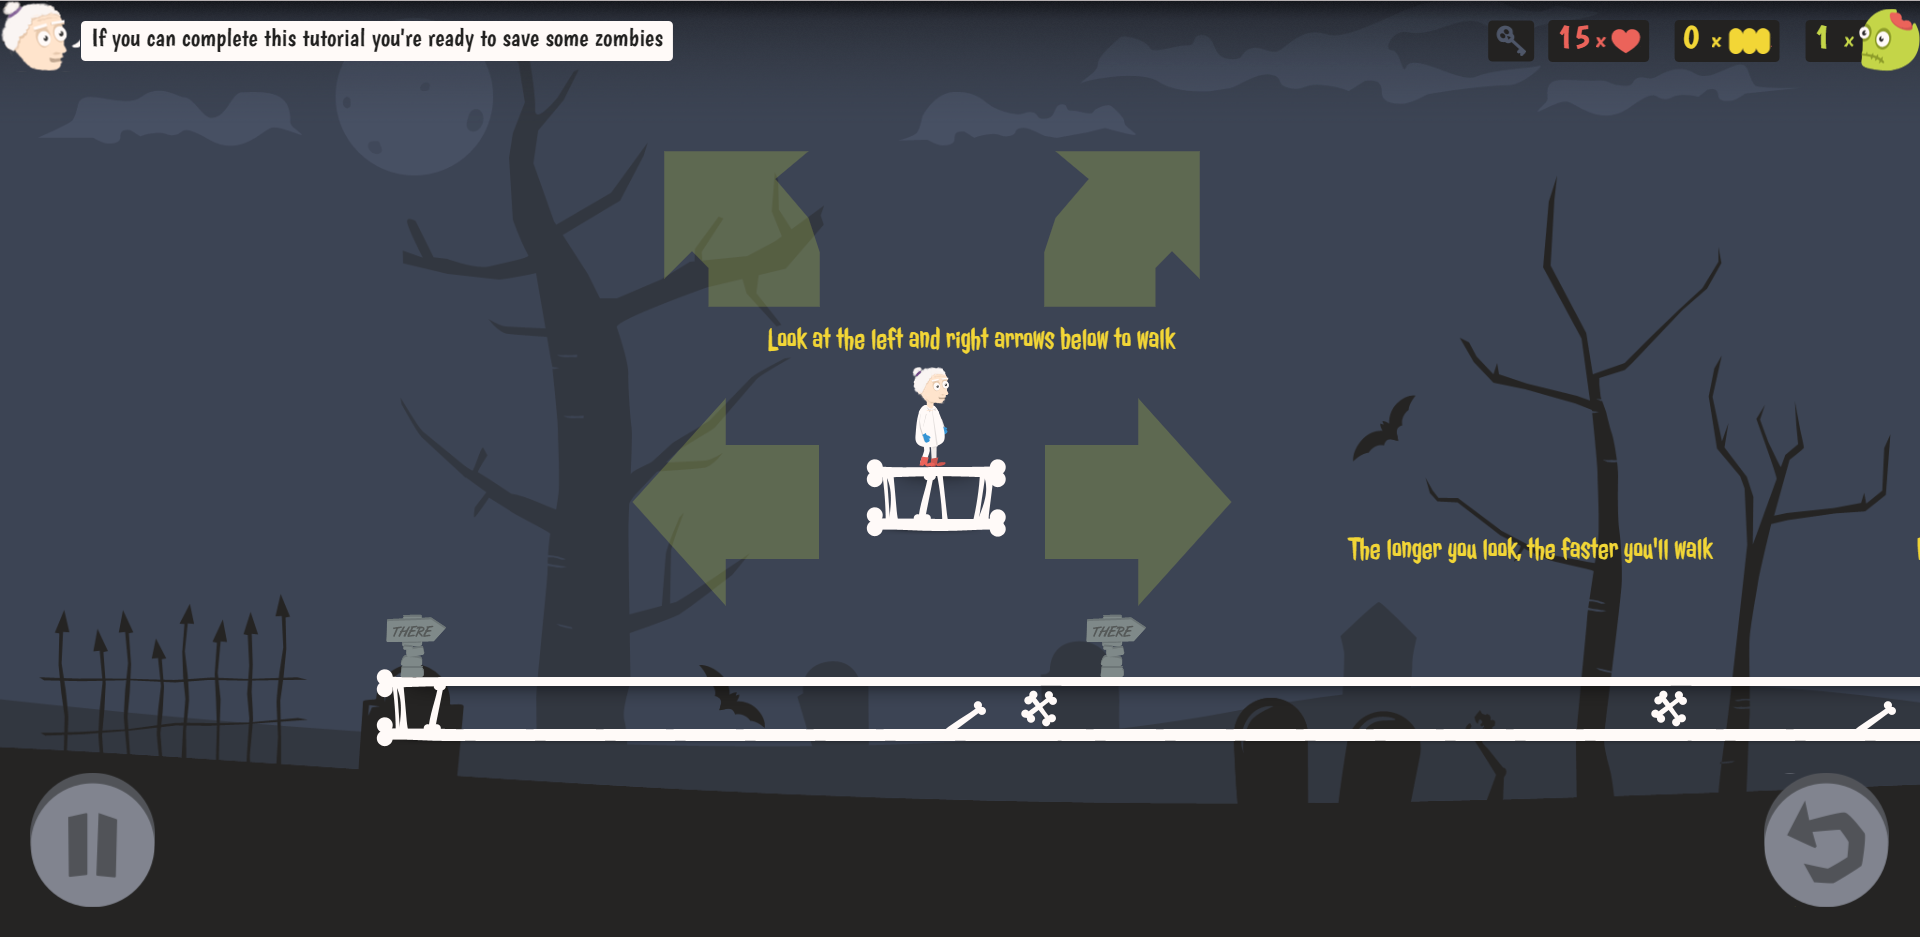 If you can complete this tutorial you're ready to save some zombies
15 x
0 x
1 x
Look at the left and right arrows below to walk
The longer you look, the faster you'll walk
THERE
THERE